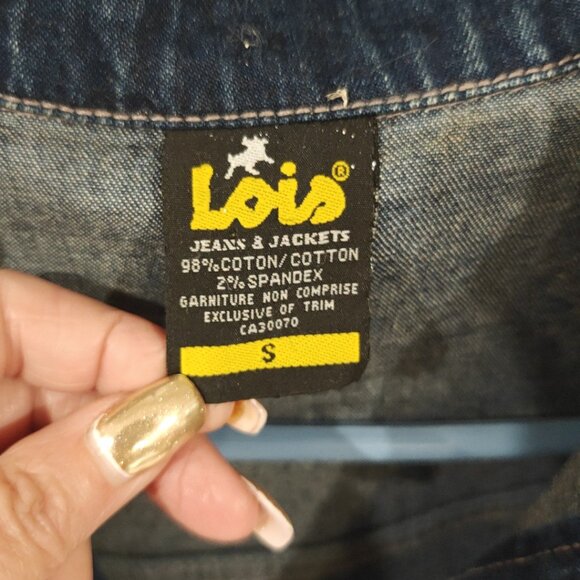 Lois®
JEANS & JACKETS
98% COTON/COTTON
2% SPANDEX
GARNITURE NON COMPRISE
EXCLUSIVE OF TRIM
CA30070
S